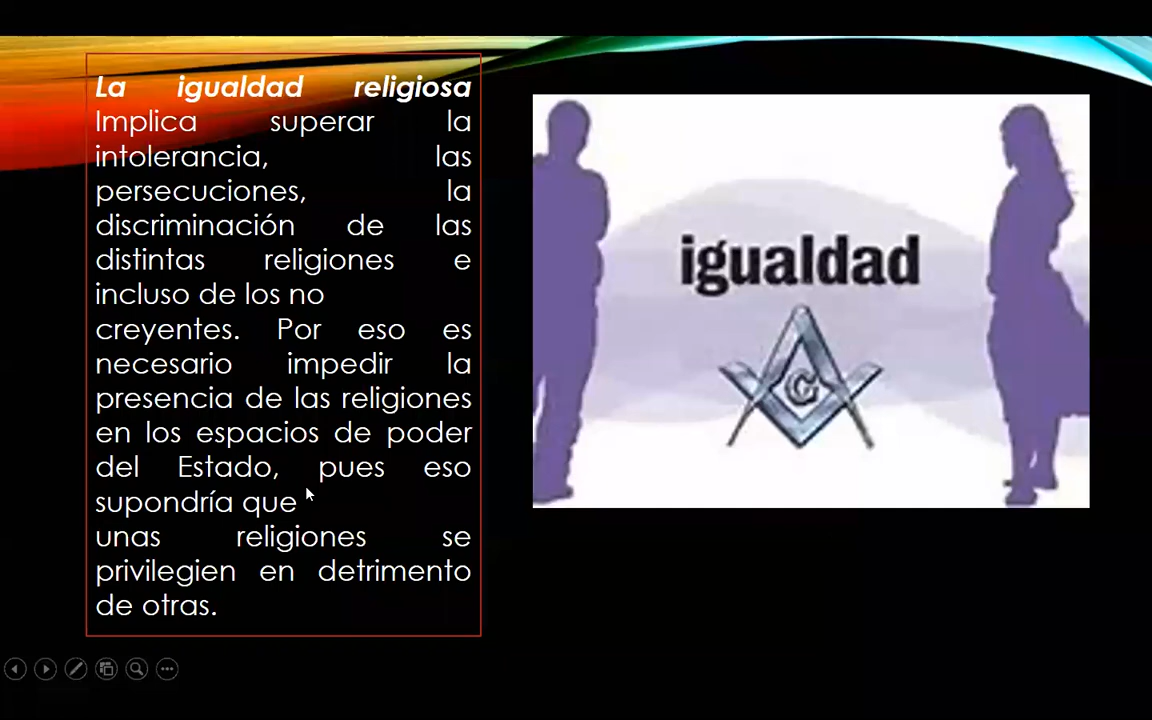 La igualdad religiosa
Implica superar la
intolerancia, las
persecuciones, la
discriminación de las
distintas religiones e
incluso de los no
creyentes. Por eso es
necesario impedir la
presencia de las religiones
en los espacios de poder
del Estado, pues eso
supondría que
unas religiones se
privilegien en detrimento
de otras.
igualdad
G